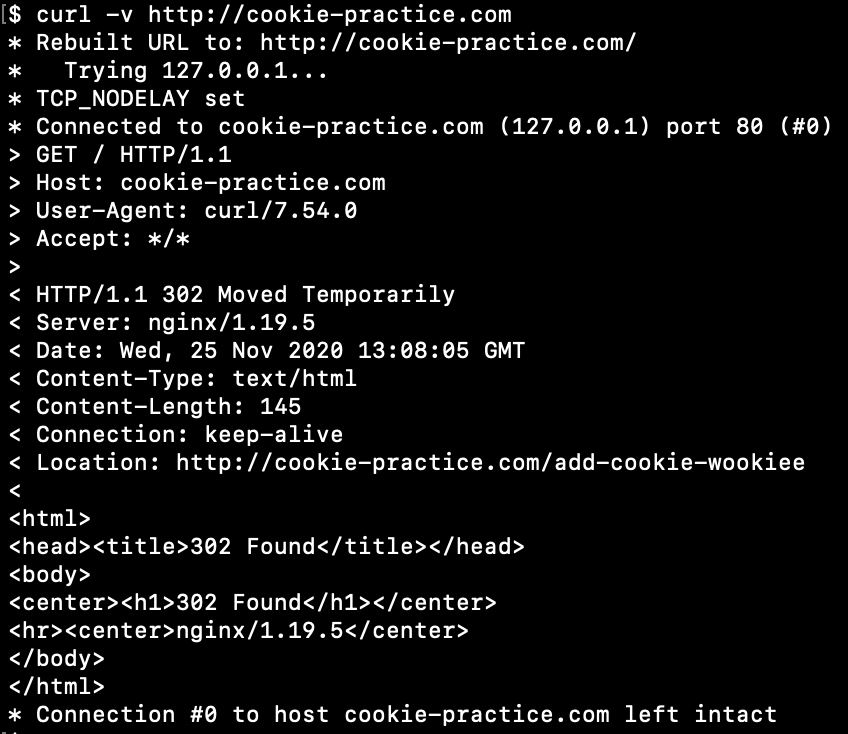 [$ curl -v http://cookie-practice.com
* Rebuilt URL to: http://cookie-practice.com/
*   Trying 127.0.0.1...
* TCP_NODELAY set
* Connected to cookie-practice.com (127.0.0.1) port 80 (#0)
> GET / HTTP/1.1
> Host: cookie-practice.com
> User-Agent: curl/7.54.0
> Accept: */*
>
< HTTP/1.1 302 Moved Temporarily
< Server: nginx/1.19.5
< Date: Wed, 25 Nov 2020 13:08:05 GMT
< Content-Type: text/html
< Content-Length: 145
< Connection: keep-alive
< Location: http://cookie-practice.com/add-cookie-wookiee
<
<html>
<head><title>302 Found</title></head>
<body>
<center><h1>302 Found</h1></center>
<hr><center>nginx/1.19.5</center>
</body>
</html>
* Connection #0 to host cookie-practice.com left intact